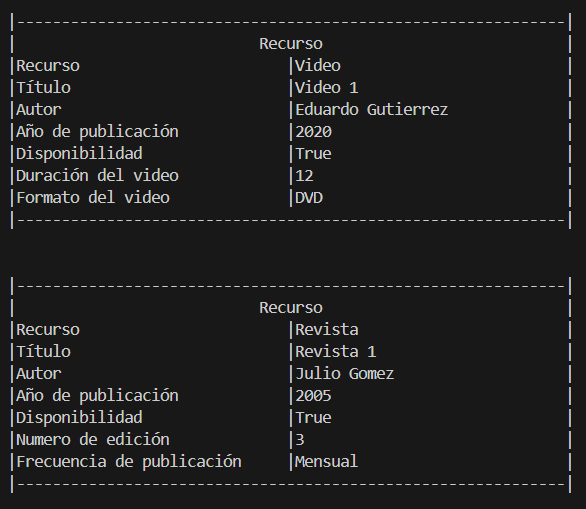 |-------------------------------------------------------------|
|                           Recurso                           |
|Recurso                       |Video                         |
|Título                        |Video 1                       |
|Autor                         |Eduardo Gutierrez             |
|Año de publicación            |2020                          |
|Disponibilidad                |True                          |
|Duración del video            |12                            |
|Formato del video             |DVD                           |
|-------------------------------------------------------------|
|-------------------------------------------------------------|
|                           Recurso                           |
|Recurso                       |Revista                       |
|Título                        |Revista 1                     |
|Autor                         |Julio Gomez                   |
|Año de publicación            |2005                          |
|Disponibilidad                |True                          |
|Numero de edición             |3                             |
|Frecuencia de publicación     |Mensual                       |
|-------------------------------------------------------------|